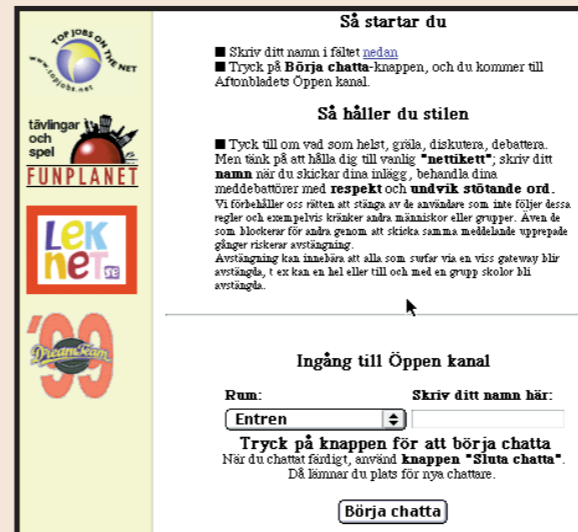 TOP JOBS ON THE NET
www.topjobs.net
tävlingar
och
spel
FUNPLANET
LEK
NET.SE
'99
DreamTeam
Så startar du
■ Skriv ditt namn i fältet nedan
■ Tryck på Börja chatta-knappen, och du kommer till
Aftonbladets Öppen kanal.
Så håller du stilen
■ Tyck till om vad som helst, gräla, diskutera, debattera.
Men tänk på att hålla dig till vanlig "nettikett"; skriv ditt
namn när du skickar dina inlägg, behandla dina
meddebattörer med respekt och undvik stötande ord.
Vi förbehåller oss rätten att stänga av de användare som inte följer dessa
regler och exempelvis kränker andra människor eller grupper. Även de
som blockerar för andra genom att skicka samma meddelande upprepade
gånger riskerar avstängning.
Avstängning kan innebära att alla som surfar via en viss gateway blir
avstängda, t ex kan en hel eller till och med en grupp skolor bli
avstängda.
Ingång till Öppen kanal
Rum: Skriv ditt namn här:
Entren
Tryck på knappen för att börja chatta
När du chattat färdigt, använd knappen "Sluta chatta".
Då lämnar du plats för nya chattare.
Börja chatta